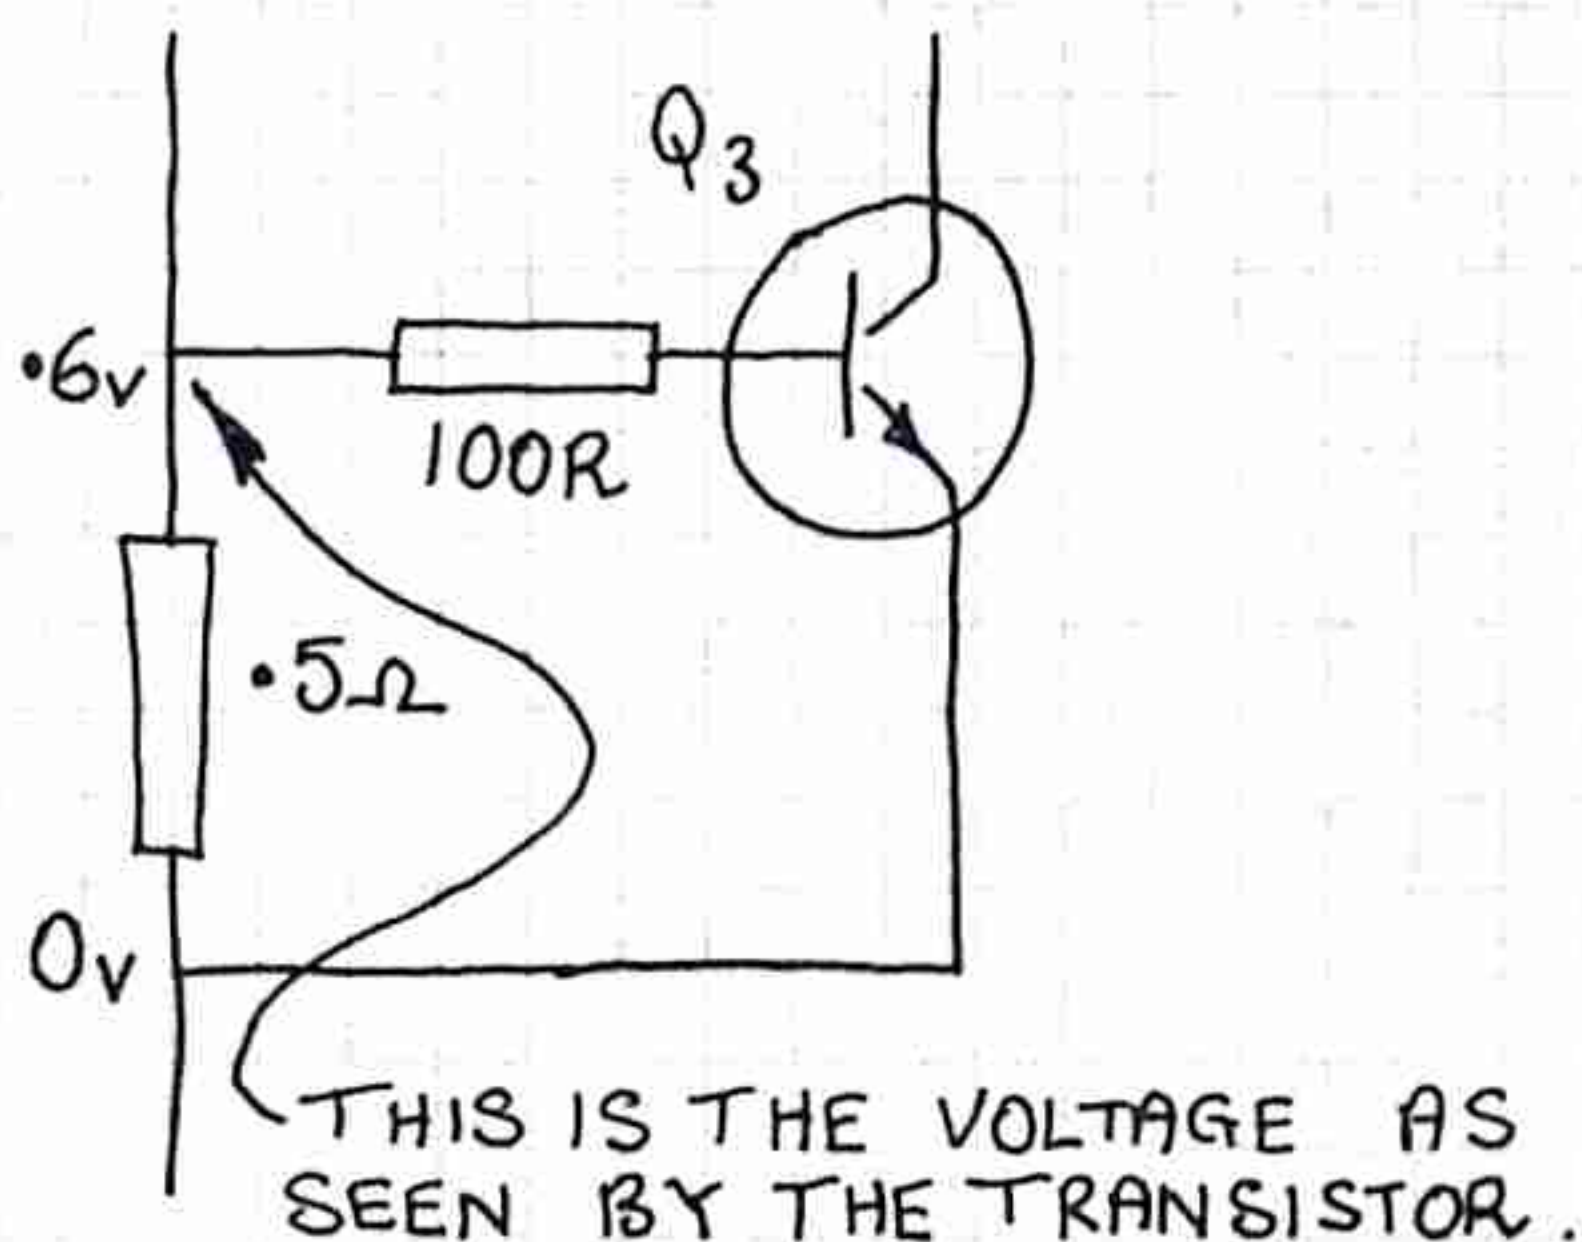 Q3
.6v
100R
.5Ω
0v
THIS IS THE VOLTAGE AS
SEEN BY THE TRANSISTOR.